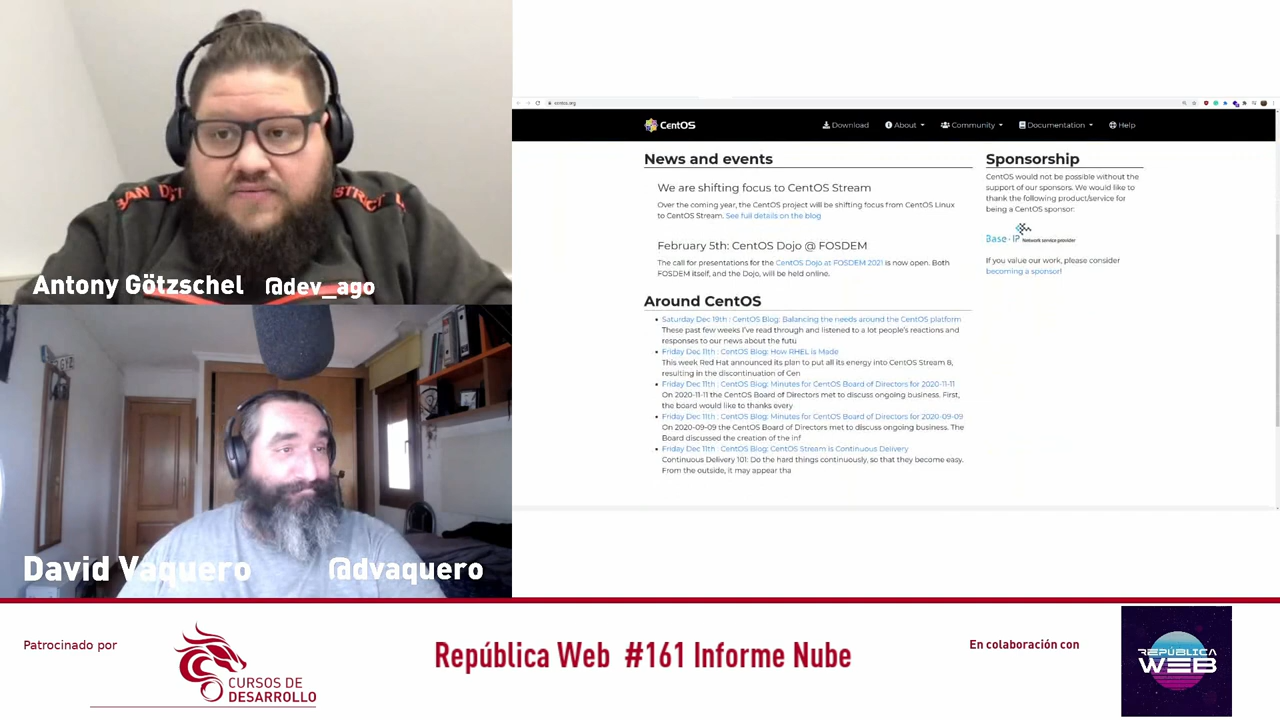 BAN DIST
STRICT L
Antony Götzschel @dev_ago
David Vaquero @dvaquero
centos.org
CentOS
Download About Community Documentation Help
News and events
We are shifting focus to CentOS Stream
Over the coming year, the CentOS project will be shifting focus from CentOS Linux
to CentOS Stream. See full details on the blog
February 5th: CentOS Dojo @ FOSDEM
The call for presentations for the CentOS Dojo at FOSDEM 2021 is now open. Both
FOSDEM itself, and the Dojo, will be held online.
Around CentOS
Saturday Dec 19th : CentOS Blog: Balancing the needs around the CentOS platform
These past few weeks I've read through and listened to a lot people's reactions and
responses to our news about the futu
Friday Dec 11th : CentOS Blog: How RHEL is Made
This week Red Hat announced its plan to put all its energy into CentOS Stream 8,
resulting in the discontinuation of Cen
Friday Dec 11th : CentOS Blog: Minutes for CentOS Board of Directors for 2020-11-11
On 2020-11-11 the CentOS Board of Directors met to discuss ongoing business. First,
the board would like to thanks every
Friday Dec 11th : CentOS Blog: Minutes for CentOS Board of Directors for 2020-09-09
On 2020-09-09 the CentOS Board of Directors met to discuss ongoing business. The
Board discussed the creation of the inf
Friday Dec 11th : CentOS Blog: CentOS Stream is Continuous Delivery
Continuous Delivery 101: Do the hard things continuously, so that they become easy.
From the outside, it may appear tha
Sponsorship
CentOS would not be possible without the
support of our sponsors. We would like to
thank the following product/service for
being a CentOS sponsor:
Base-IP Network service provider
If you value our work, please consider
becoming a sponsor!
Patrocinado por
CURSOS DE
DESARROLLO
República Web #161 Informe Nube
En colaboración con
REPÚBLICA
WEB